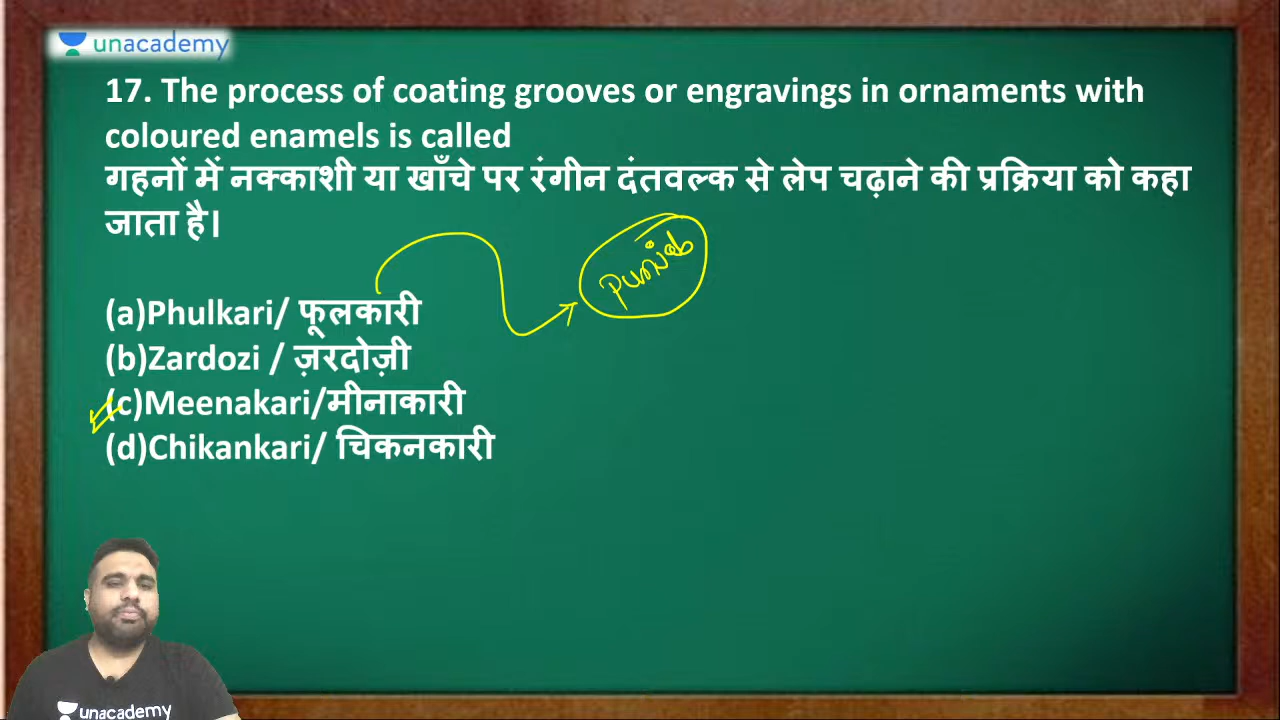 unacademy
17. The process of coating grooves or engravings in ornaments with
coloured enamels is called
गहनों में नक्काशी या खाँचे पर रंगीन दंतवल्क से लेप चढ़ाने की प्रक्रिया को कहा
जाता है।
Punjab
(a)Phulkari/ फूलकारी
(b)Zardozi / ज़रदोज़ी
(c)Meenakari/मीनाकारी
(d)Chikankari/ चिकनकारी
unacademy